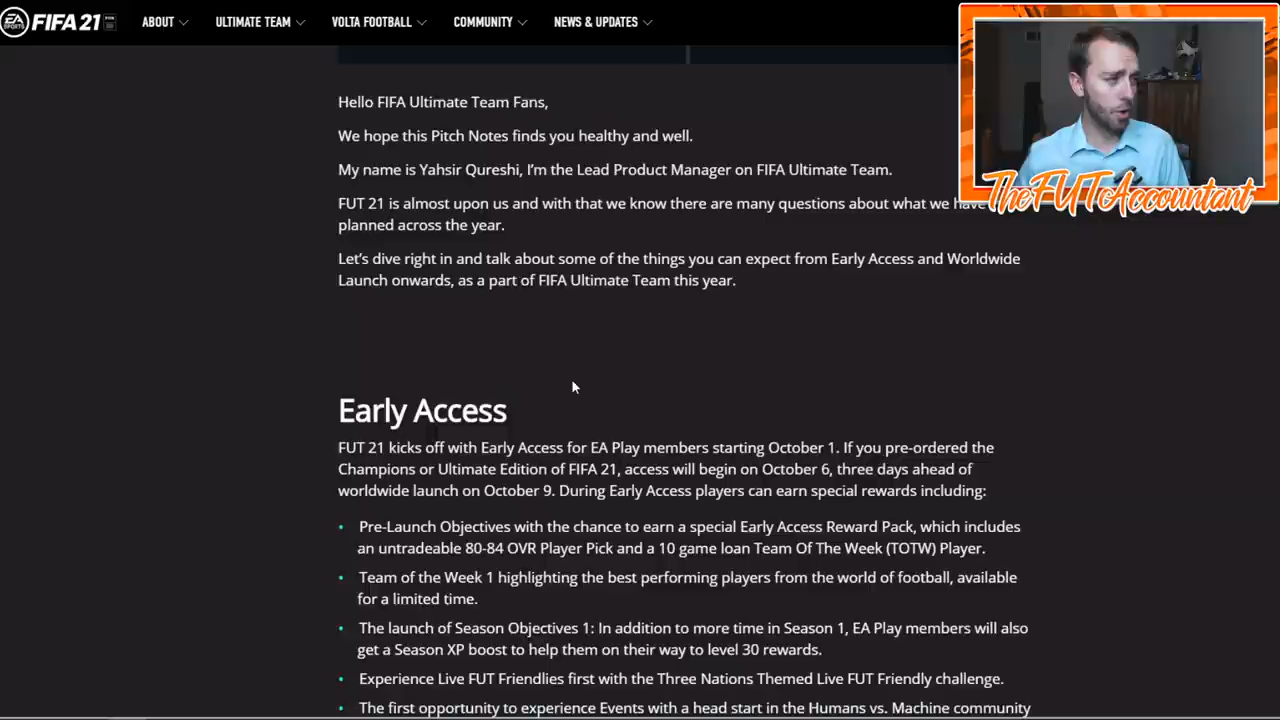 EA SPORTS FIFA 21 ABOUT ULTIMATE TEAM VOLTA FOOTBALL COMMUNITY NEWS & UPDATES
TheFUTAccountant
Hello FIFA Ultimate Team Fans,
We hope this Pitch Notes finds you healthy and well.
My name is Yahsir Qureshi, I'm the Lead Product Manager on FIFA Ultimate Team.
FUT 21 is almost upon us and with that we know there are many questions about what we have
planned across the year.
Let's dive right in and talk about some of the things you can expect from Early Access and Worldwide
Launch onwards, as a part of FIFA Ultimate Team this year.
Early Access
FUT 21 kicks off with Early Access for EA Play members starting October 1. If you pre-ordered the
Champions or Ultimate Edition of FIFA 21, access will begin on October 6, three days ahead of
worldwide launch on October 9. During Early Access players can earn special rewards including:
• Pre-Launch Objectives with the chance to earn a special Early Access Reward Pack, which includes
an untradeable 80-84 OVR Player Pick and a 10 game loan Team Of The Week (TOTW) Player.
• Team of the Week 1 highlighting the best performing players from the world of football, available
for a limited time.
• The launch of Season Objectives 1: In addition to more time in Season 1, EA Play members will also
get a Season XP boost to help them on their way to level 30 rewards.
• Experience Live FUT Friendlies first with the Three Nations Themed Live FUT Friendly challenge.
• The first opportunity to experience Events with a head start in the Humans vs. Machine community